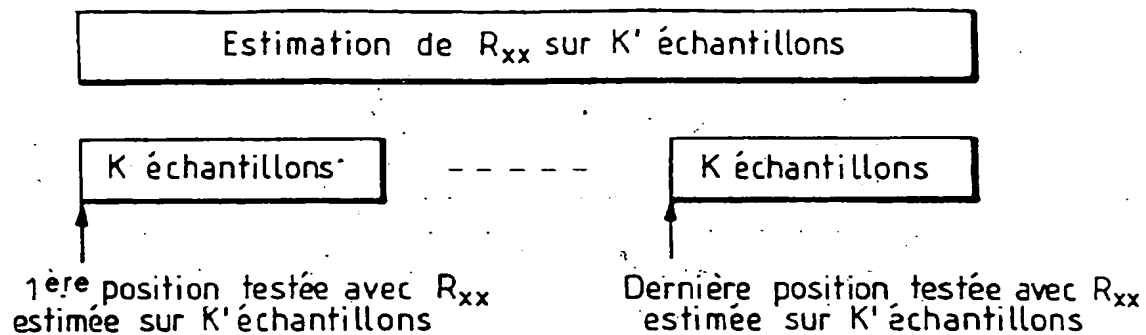 Estimation de Rxx sur K' échantillons
K échantillons
K échantillons
1ère position testée avec Rxx
estimée sur K' échantillons
Dernière position testée avec Rxx
estimée sur K' échantillons